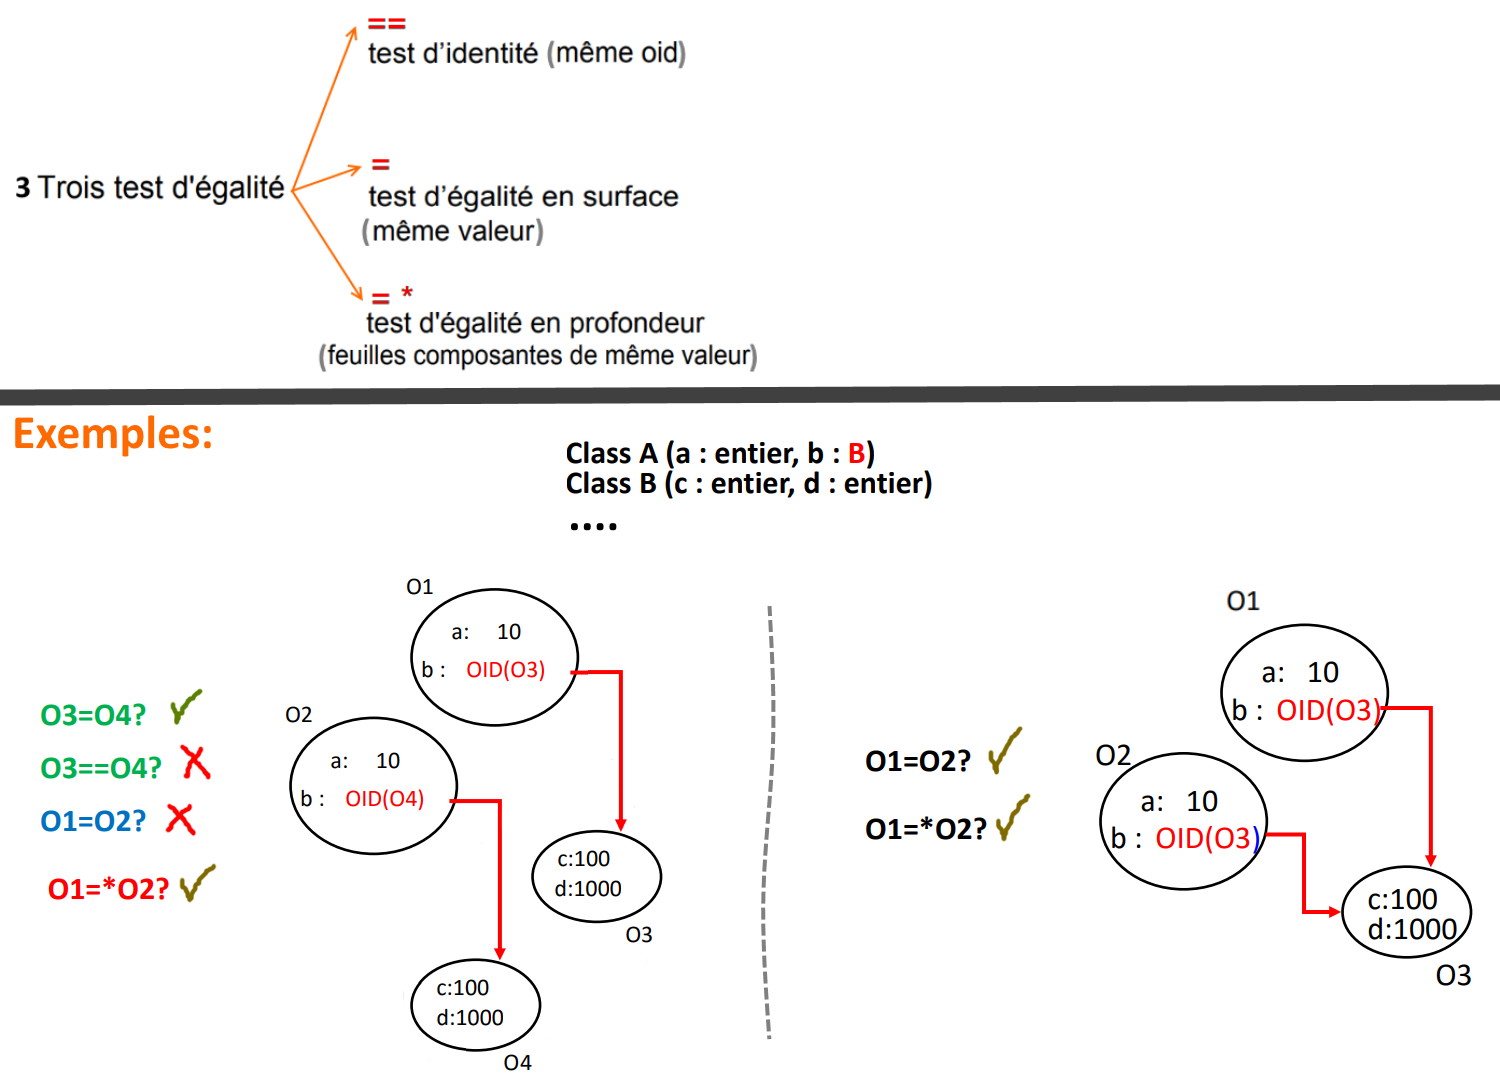 ==
test d’identité (même oid)
3 Trois test d'égalité
=
test d’égalité en surface
(même valeur)
= *
test d'égalité en profondeur
(feuilles composantes de même valeur)
Exemples:
Class A (a : entier, b : B)
Class B (c : entier, d : entier)
....
O3=O4?
O3==O4?
O1=O2?
O1=*O2?
O1
a: 10
b : OID(O3)
O2
a: 10
b : OID(O4)
c:100
d:1000
O3
c:100
d:1000
O4
O1=O2?
O1=*O2?
O1
a: 10
b : OID(O3)
O2
a: 10
b : OID(O3)
c:100
d:1000
O3